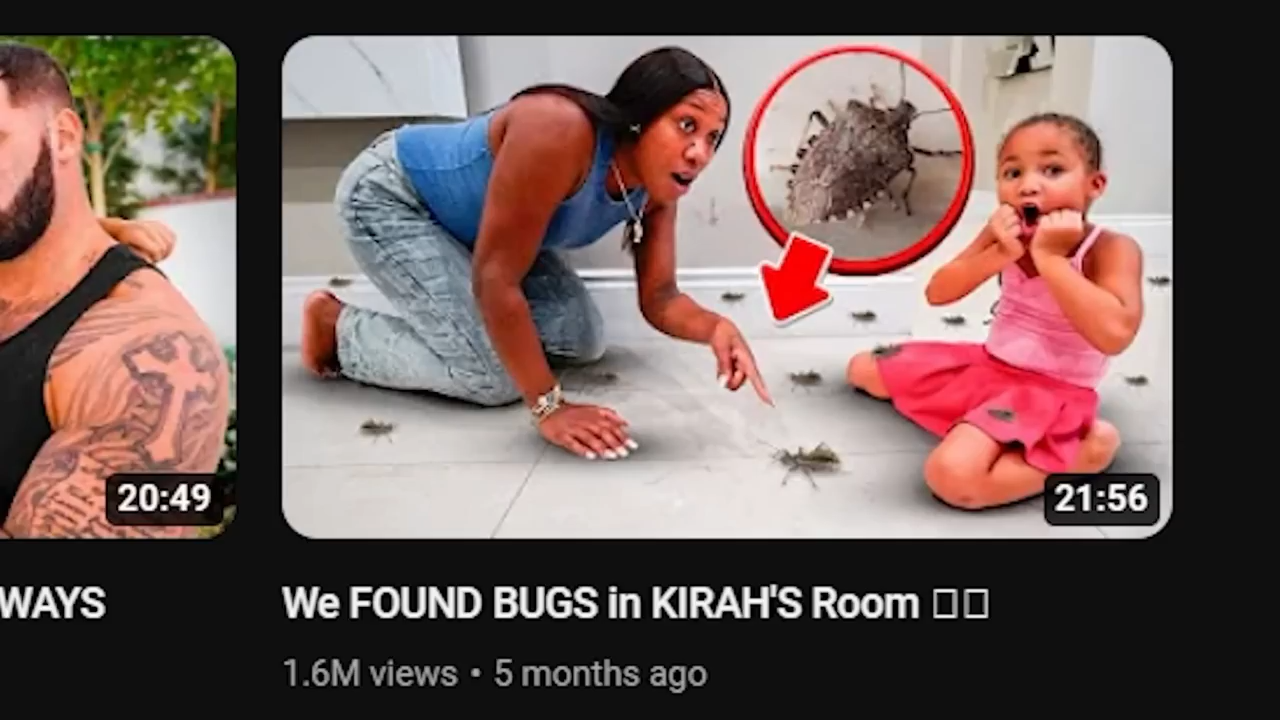 20:49
21:56
WAYS
We FOUND BUGS in KIRAH'S Room
1.6M views • 5 months ago